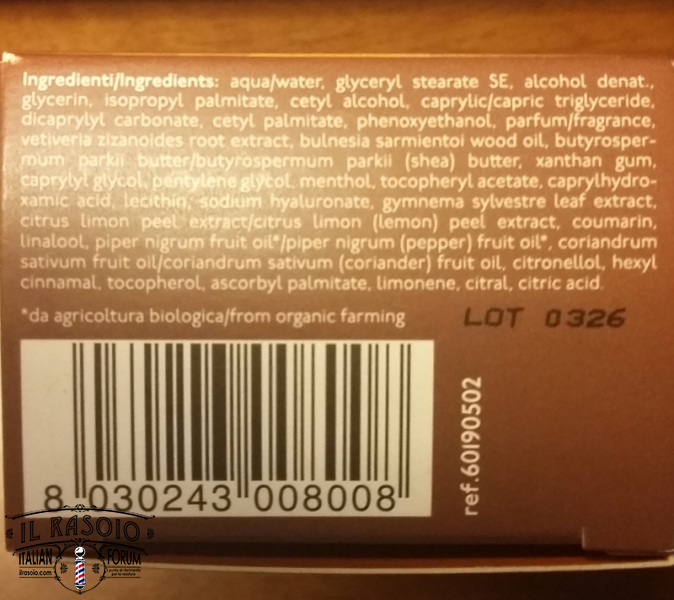 Ingredienti/Ingredients: aqua/water, glyceryl stearate SE, alcohol denat.,
glycerin, isopropyl palmitate, cetyl alcohol, caprylic/capric triglyceride,
dicaprylyl carbonate, cetyl palmitate, phenoxyethanol, parfum/fragrance,
vetiveria zizanoides root extract, bulnesia sarmientoi wood oil, butyrosper-
mum parkii butter/butyrospermum parkii (shea) butter, xanthan gum,
caprylyl glycol, pentylene glycol, menthol, tocopheryl acetate, caprylhydro-
xamic acid, lecithin, sodium hyaluronate, gymnema sylvestre leaf extract,
citrus limon peel extract/citrus limon (lemon) peel extract, coumarin,
linalool, piper nigrum fruit oil*/piper nigrum (pepper) fruit oil*, coriandrum
sativum fruit oil/coriandrum sativum (coriander) fruit oil, citronellol, hexyl
cinnamal, tocopherol, ascorbyl palmitate, limonene, citral, citric acid.
*da agricoltura biologica/from organic farming
LOT 0326
8 030243 008008
ref.60190502
IL RASOIO
ITALIAN FORUM
ilrasoio.com